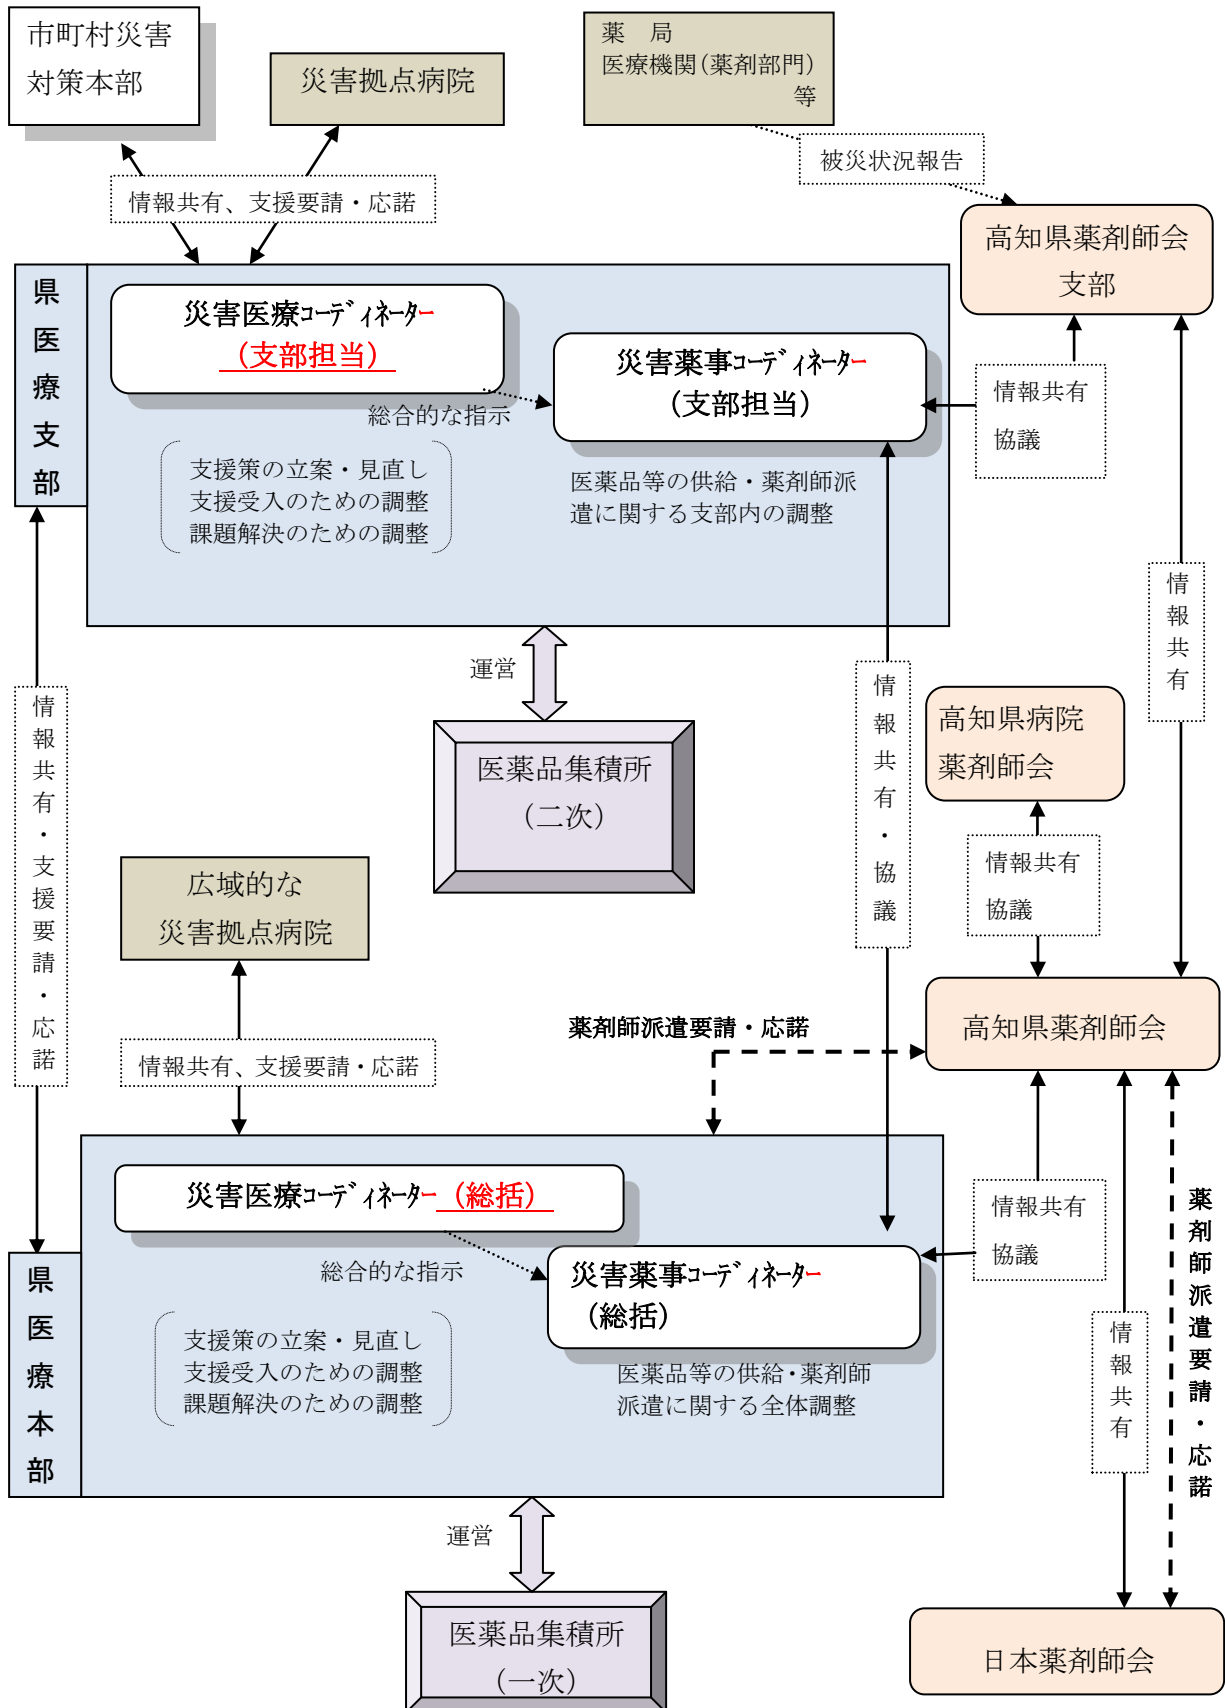 市町村災害
対策本部
災害拠点病院
薬　局
医療機関(薬剤部門)
等
被災状況報告
情報共有、支援要請・応諾
高知県薬剤師会
支部
県医療支部
災害医療コーディネーター
(支部担当)
災害薬事コーディネーター
(支部担当)
総合的な指示
情報共有
協議
支援策の立案・見直し
支援受入のための調整
課題解決のための調整
医薬品等の供給・薬剤師派
遣に関する支部内の調整
情報共有
運営
情報共有・協議
情報共有・支援要請・応諾
高知県病院
薬剤師会
医薬品集積所
(二次)
情報共有
協議
広域的な
災害拠点病院
薬剤師派遣要請・応諾
高知県薬剤師会
情報共有、支援要請・応諾
災害医療コーディネーター(総括)
情報共有
協議
薬剤師派遣要請・応諾
県医療本部
総合的な指示
災害薬事コーディネーター
(総括)
支援策の立案・見直し
支援受入のための調整
課題解決のための調整
医薬品等の供給・薬剤師
派遣に関する全体調整
情報共有
運営
医薬品集積所
(一次)
日本薬剤師会